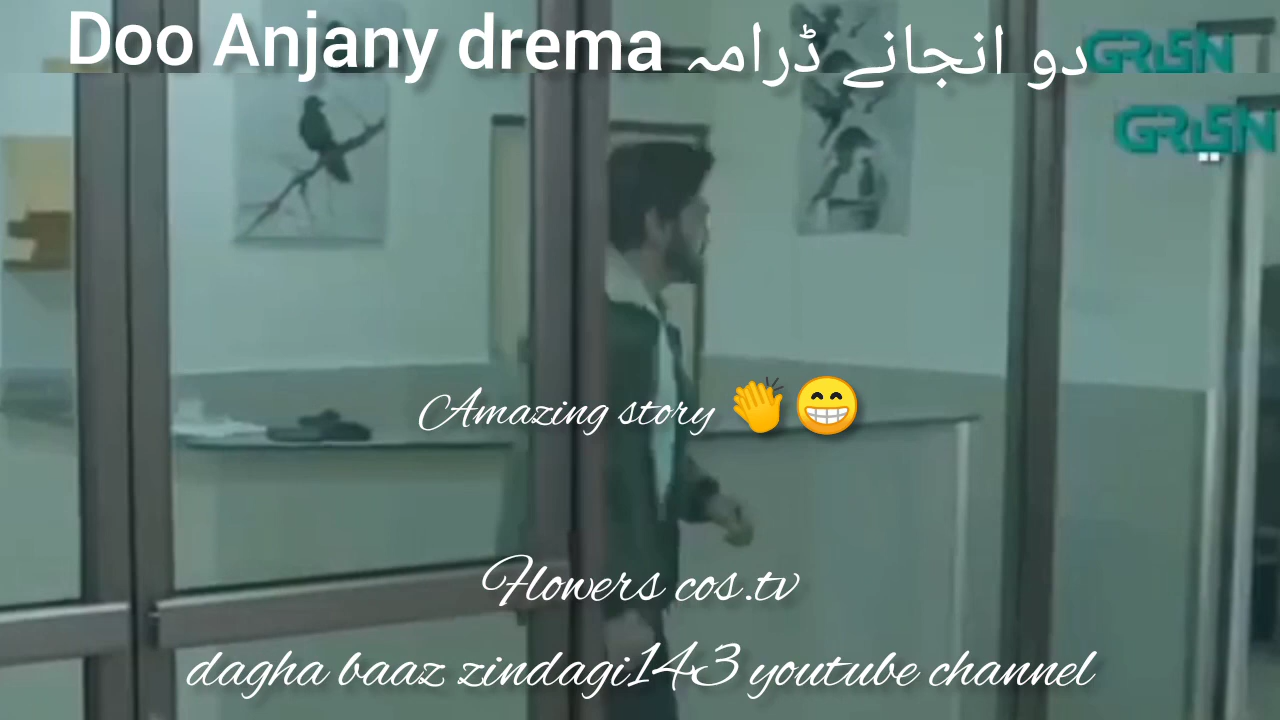 Doo Anjany drema دو انجانے ڈرامہ
GREEN
GREEN
Amazing story 👏😁
Flowers cos.tv
dagha baaz zindagi143 youtube channel